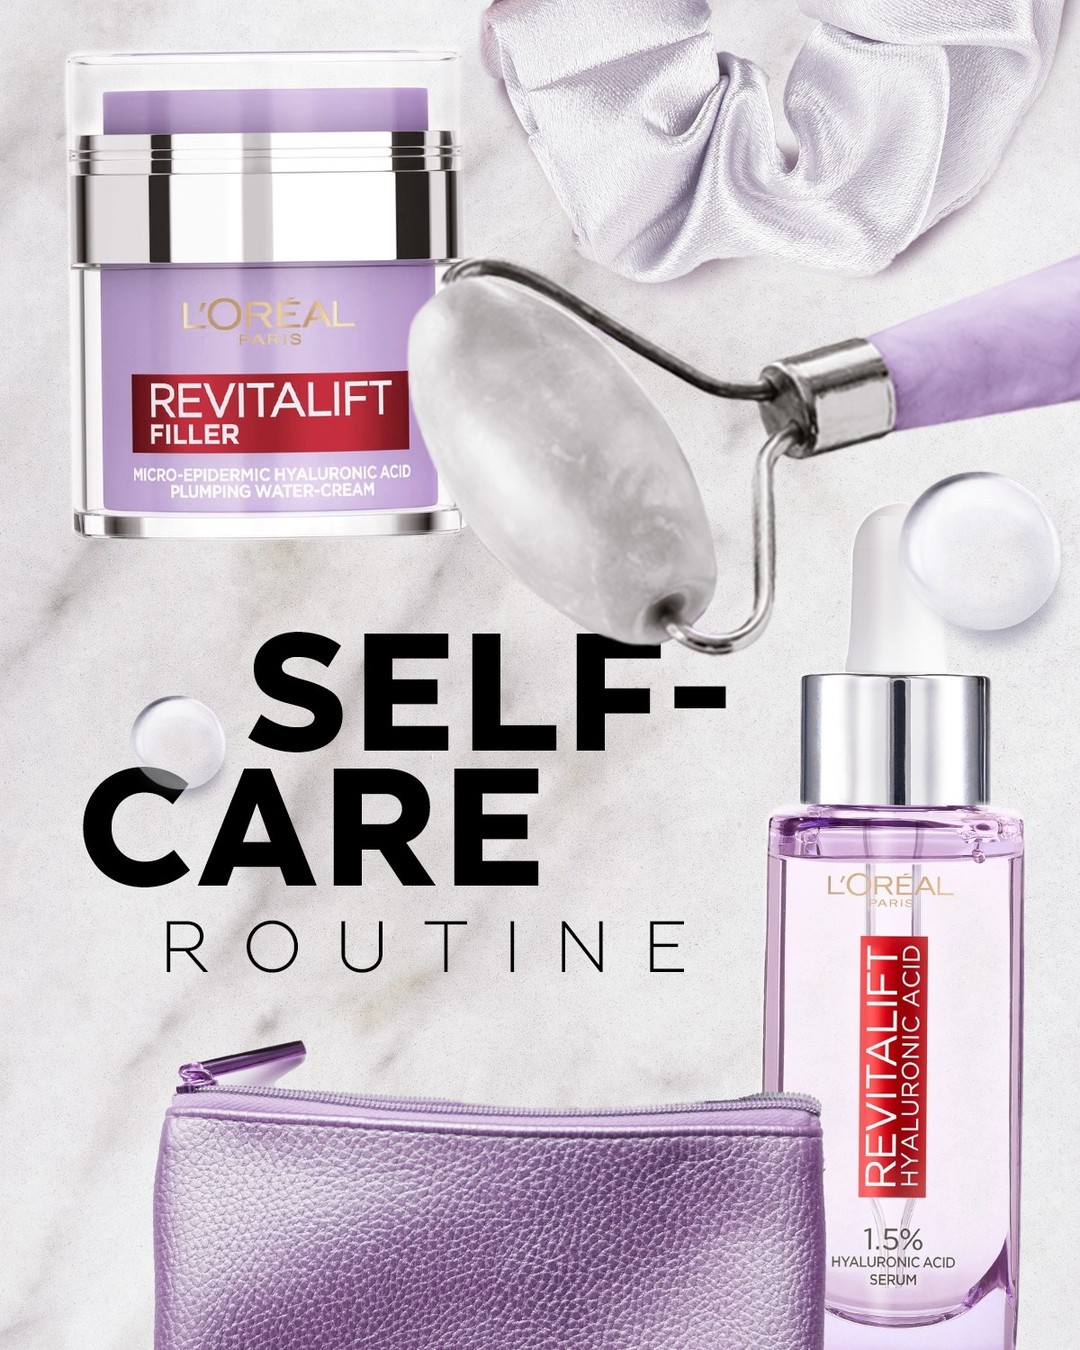 L'ORÉAL
PARIS
REVITALIFT
FILLER
MICRO-EPIDERMIC HYALURONIC ACID
PLUMPING WATER-CREAM
SELF-
CARE
ROUTINE
L'ORÉAL
PARIS
REVITALIFT
HYALURONIC ACID
1.5%
HYALURONIC ACID
SERUM